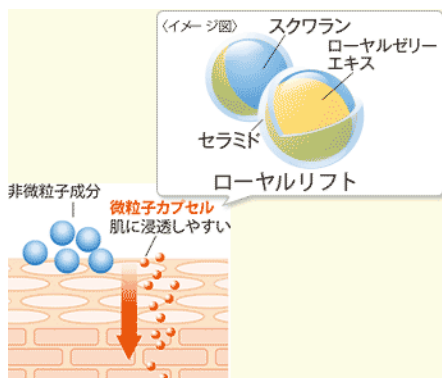 〈イメージ図〉
スクワラン
ローヤルゼリー
エキス
セラミド
ローヤルリフト
非微粒子成分
微粒子カプセル
肌に浸透しやすい